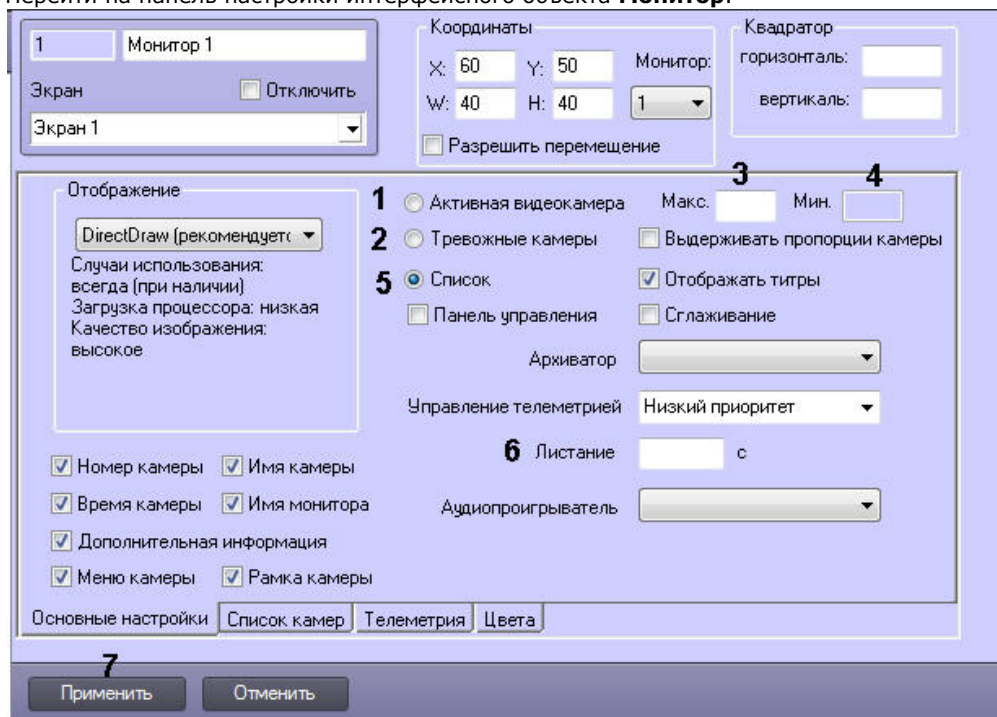 Перейти на панель настройки интерфейсного объекта Монитор.
1 Монитор 1
Экран Отключить
Экран 1
Координаты
X: 60 Y: 50 Монитор:
W: 40 H: 40 1
Разрешить перемещение
Квадратор
горизонталь:
вертикаль:
Отображение
DirectDraw (рекомендуетс
Случаи использования:
всегда (при наличии)
Загрузка процессора: низкая
Качество изображения:
высокое
3 4
1 Активная видеокамера Макс. Мин.
2 Тревожные камеры Выдерживать пропорции камеры
5 Список Отображать титры
Панель управления Сглаживание
Архиватор
Управление телеметрией Низкий приоритет
6 Листание с
Аудиопроигрыватель
Номер камеры Имя камеры
Время камеры Имя монитора
Дополнительная информация
Меню камеры Рамка камеры
Основные настройки Список камер Телеметрия Цвета
7
Применить Отменить